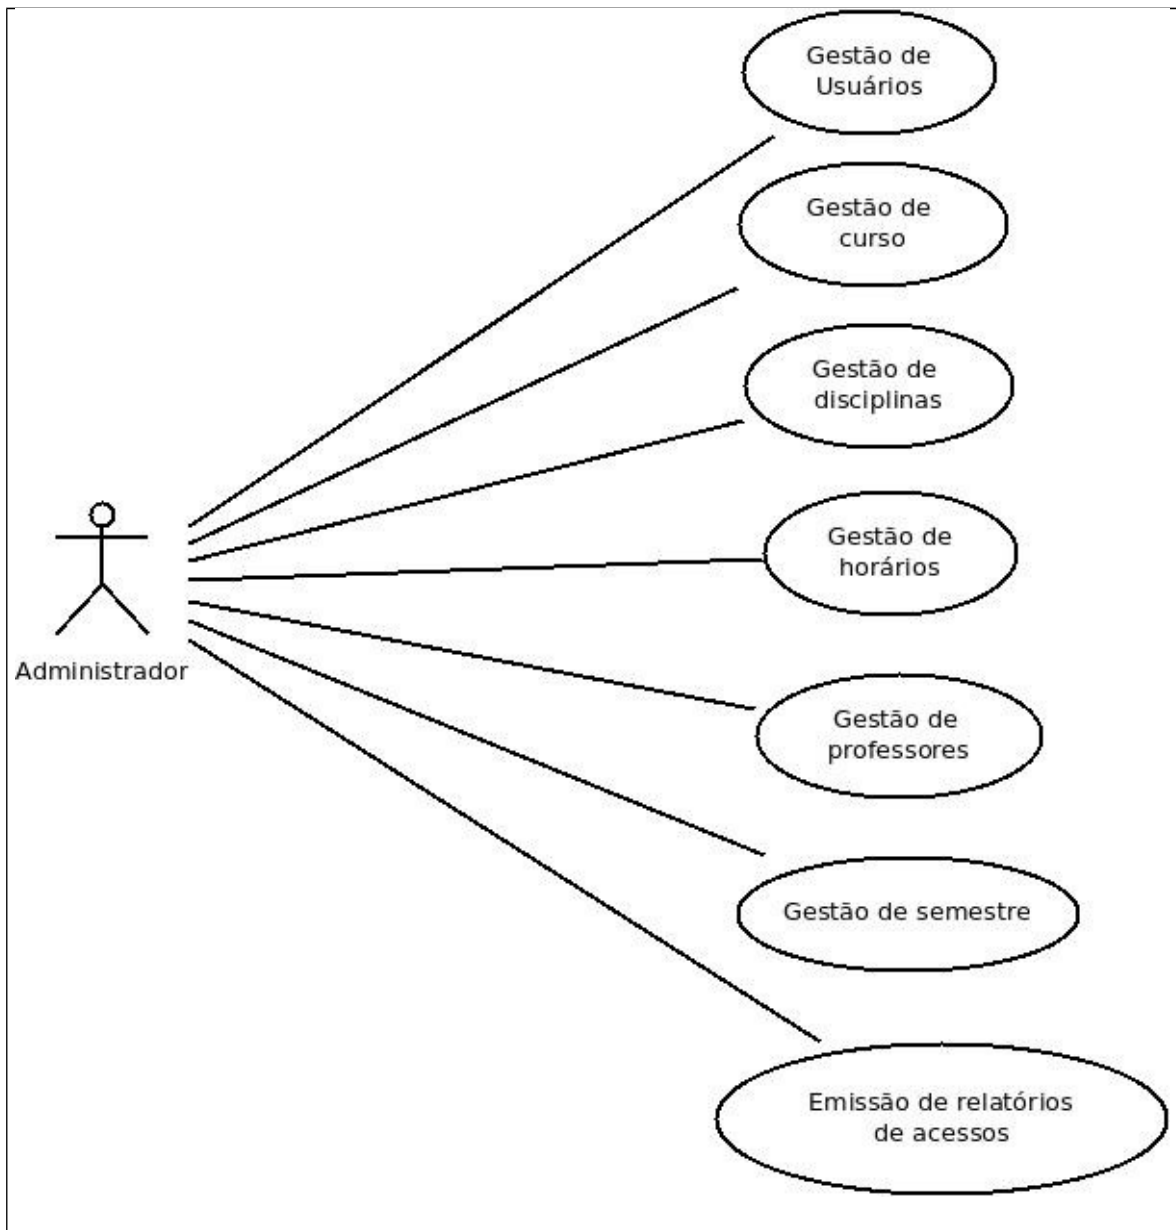 Gestão de
Usuários
Gestão de
curso
Gestão de
disciplinas
Gestão de
horários
Administrador
Gestão de
professores
Gestão de semestre
Emissão de relatórios
de acessos